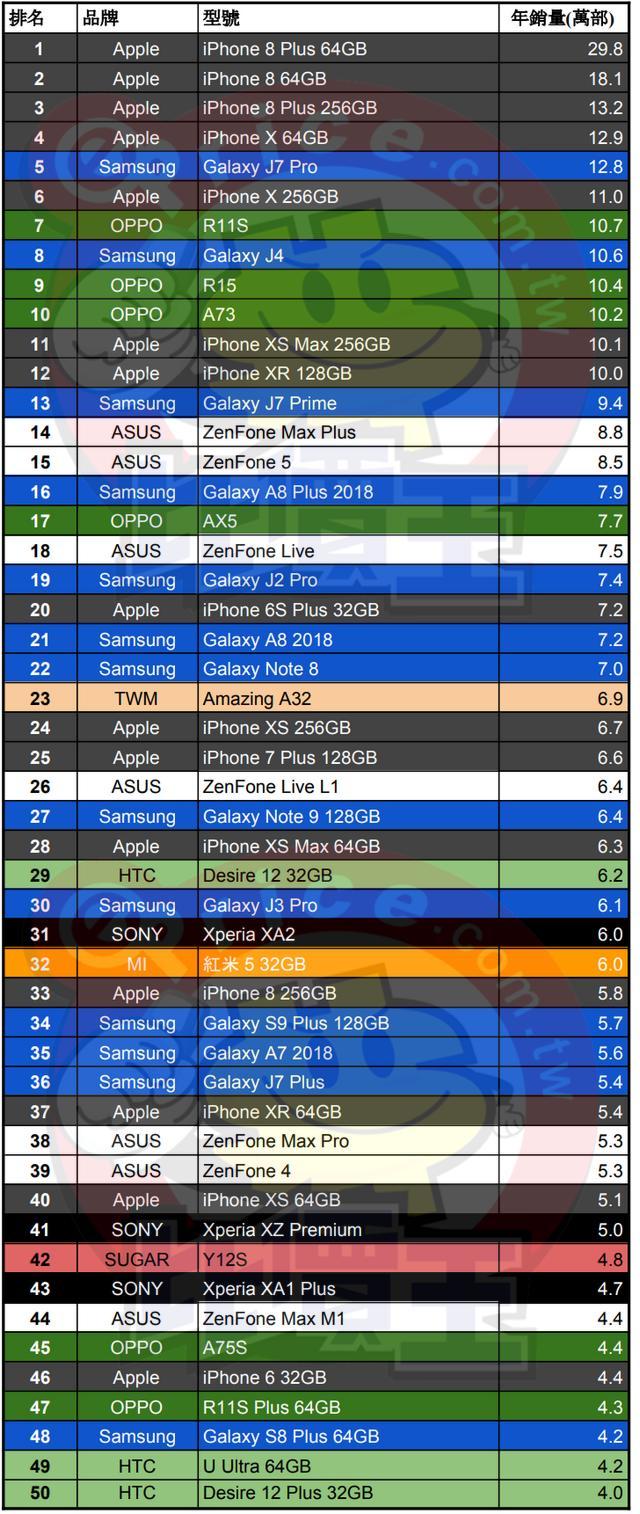 排名 品牌 型號 年銷量(萬部)
1 Apple iPhone 8 Plus 64GB 29.8
2 Apple iPhone 8 64GB 18.1
3 Apple iPhone 8 Plus 256GB 13.2
4 Apple iPhone X 64GB 12.9
5 Samsung Galaxy J7 Pro 12.8
6 Apple iPhone X 256GB 11.0
7 OPPO R11S 10.7
8 Samsung Galaxy J4 10.6
9 OPPO R15 10.4
10 OPPO A73 10.2
11 Apple iPhone XS Max 256GB 10.1
12 Apple iPhone XR 128GB 10.0
13 Samsung Galaxy J7 Prime 9.4
14 ASUS ZenFone Max Plus 8.8
15 ASUS ZenFone 5 8.5
16 Samsung Galaxy A8 Plus 2018 7.9
17 OPPO AX5 7.7
18 ASUS ZenFone Live 7.5
19 Samsung Galaxy J2 Pro 7.4
20 Apple iPhone 6S Plus 32GB 7.2
21 Samsung Galaxy A8 2018 7.2
22 Samsung Galaxy Note 8 7.0
23 TWM Amazing A32 6.9
24 Apple iPhone XS 256GB 6.7
25 Apple iPhone 7 Plus 128GB 6.6
26 ASUS ZenFone Live L1 6.4
27 Samsung Galaxy Note 9 128GB 6.4
28 Apple iPhone XS Max 64GB 6.3
29 HTC Desire 12 32GB 6.2
30 Samsung Galaxy J3 Pro 6.1
31 SONY Xperia XA2 6.0
32 MI 紅米 5 32GB 6.0
33 Apple iPhone 8 256GB 5.8
34 Samsung Galaxy S9 Plus 128GB 5.7
35 Samsung Galaxy A7 2018 5.6
36 Samsung Galaxy J7 Plus 5.4
37 Apple iPhone XR 64GB 5.4
38 ASUS ZenFone Max Pro 5.3
39 ASUS ZenFone 4 5.3
40 Apple iPhone XS 64GB 5.1
41 SONY Xperia XZ Premium 5.0
42 SUGAR Y12S 4.8
43 SONY Xperia XA1 Plus 4.7
44 ASUS ZenFone Max M1 4.4
45 OPPO A75S 4.4
46 Apple iPhone 6 32GB 4.4
47 OPPO R11S Plus 64GB 4.3
48 Samsung Galaxy S8 Plus 64GB 4.2
49 HTC U Ultra 64GB 4.2
50 HTC Desire 12 Plus 32GB 4.0